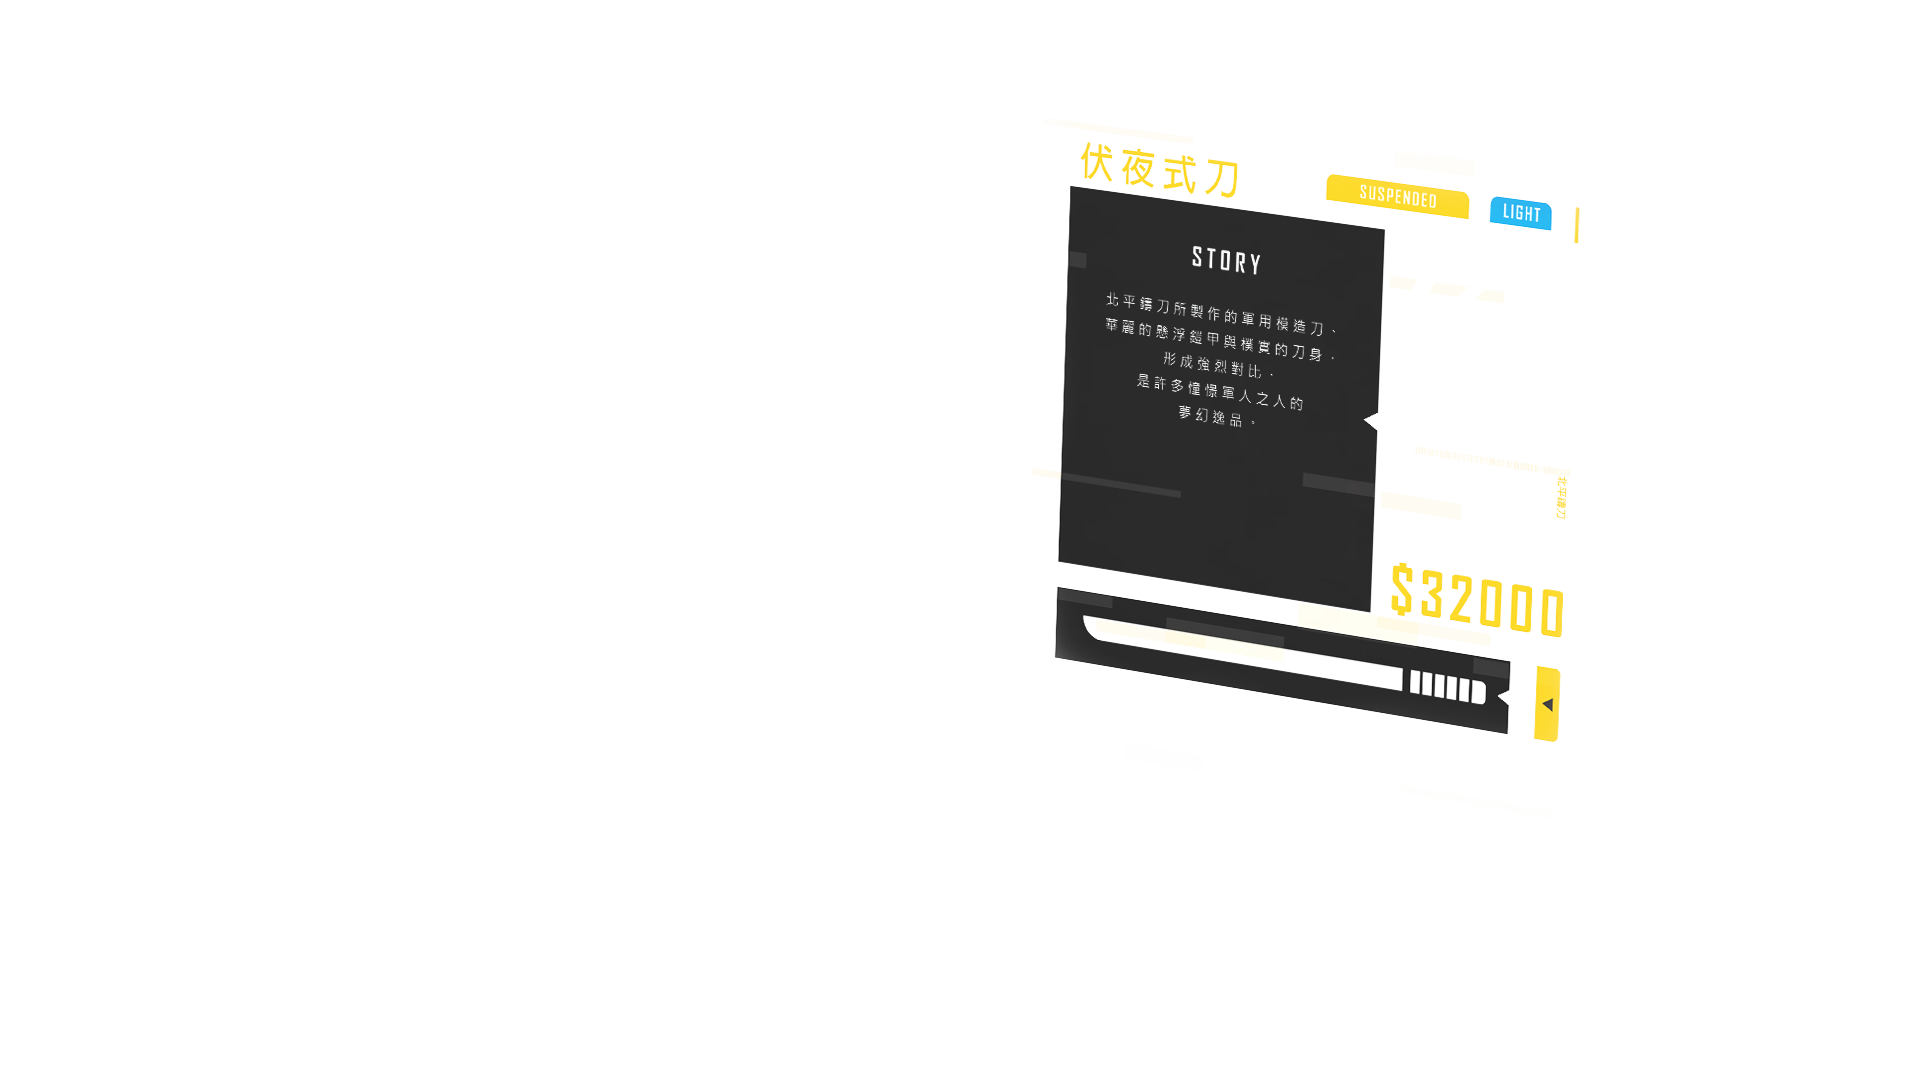 伏夜式刀
SUSPENDED
LIGHT
STORY
北平鑄刀所製作的軍用模造刀、
華麗的懸浮鎧甲與樸實的刀身，
形成強烈對比，
是許多憧憬軍人之人的
夢幻逸品。
北平鑄刀
$32000